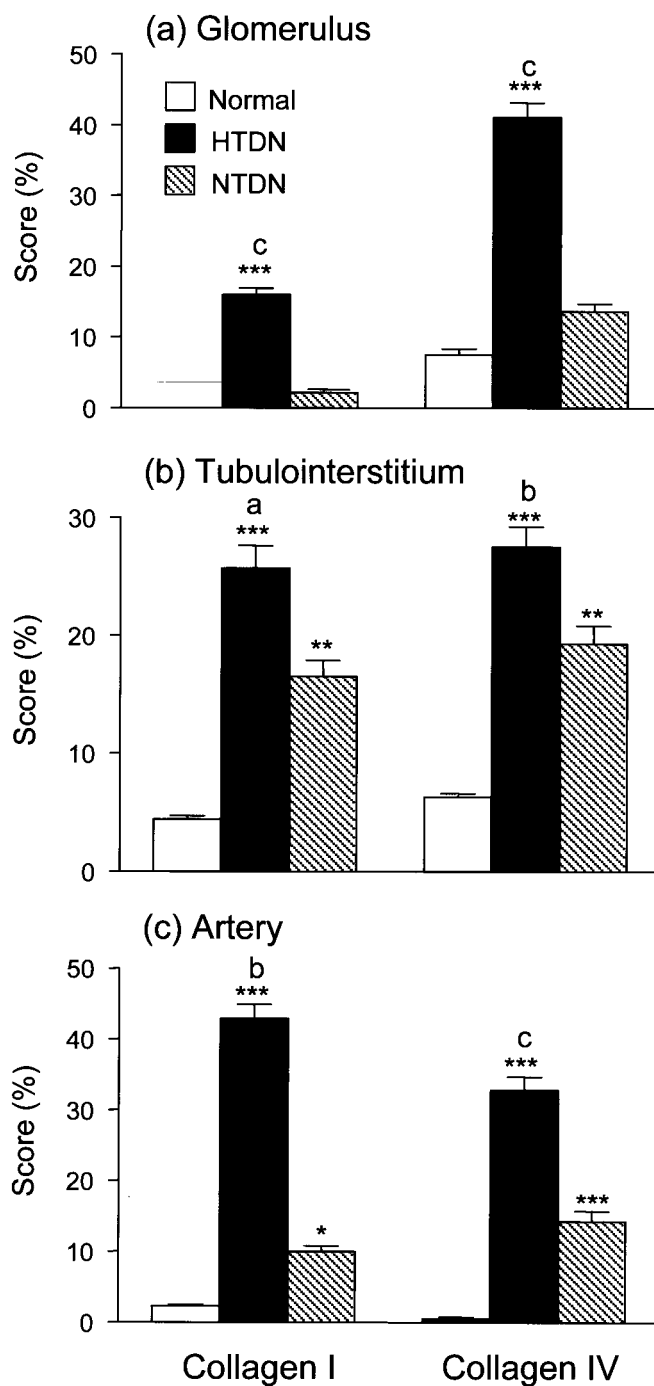 (a) Glomerulus
50
40
30
20
10
0
Score (%)
Normal
HTDN
NTDN
c
***
c
***
(b) Tubulointerstitium
30
20
10
0
Score (%)
a
***
**
b
***
**
(c) Artery
50
40
30
20
10
0
Score (%)
b
***
*
c
***
***
Collagen I Collagen IV